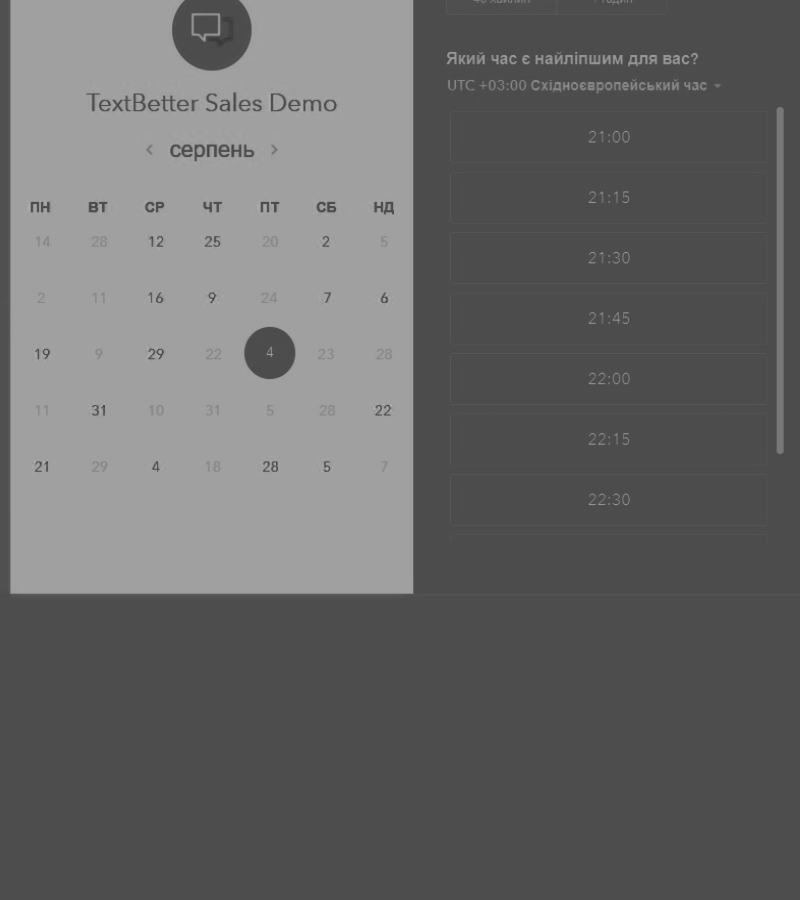 TextBetter Sales Demo
‹ серпень ›
ПН ВТ СР ЧТ ПТ СБ НД
14 28 12 25 20 2 5
2 11 16 9 24 7 6
19 9 29 22 4 23 28
11 31 10 31 5 28 22
21 29 4 18 28 5 7
Який час є найліпшим для вас?
UTC +03:00 Східноєвропейський час
21:00
21:15
21:30
21:45
22:00
22:15
22:30